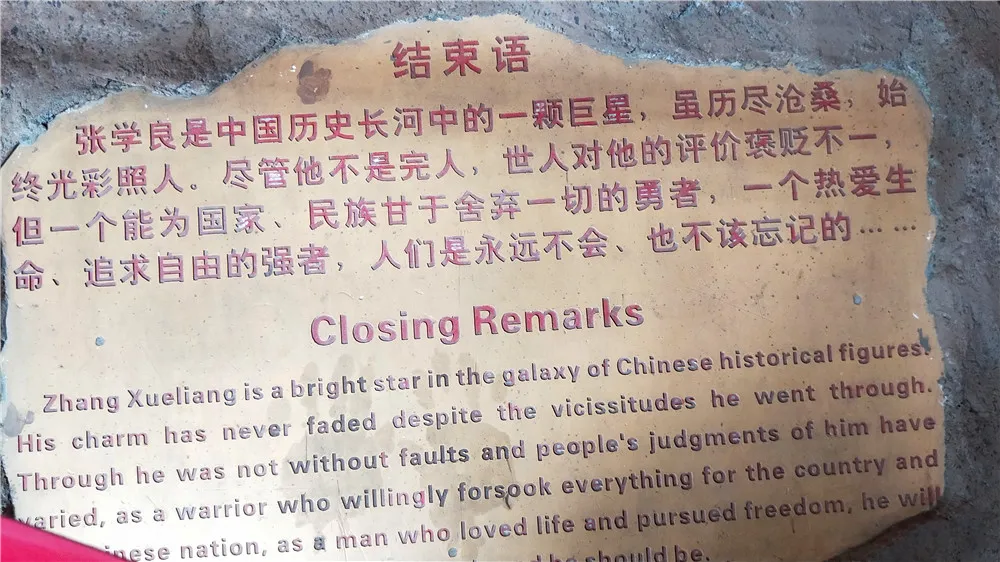 结束语
张学良是中国历史长河中的一颗巨星，虽历尽沧桑，始
终光彩照人。尽管他不是完人，世人对他的评价褒贬不一，
但一个能为国家、民族甘于舍弃一切的勇者，一个热爱生
命、追求自由的强者，人们是永远不会、也不该忘记的……
Closing Remarks
Zhang Xueliang is a bright star in the galaxy of Chinese historical figures.
His charm has never faded despite the vicissitudes he went through.
Through he was not without faults and people's judgments of him have
varied, as a warrior who willingly forsook everything for the country and
nation, as a man who loved life and pursued freedom, he will
he should be.